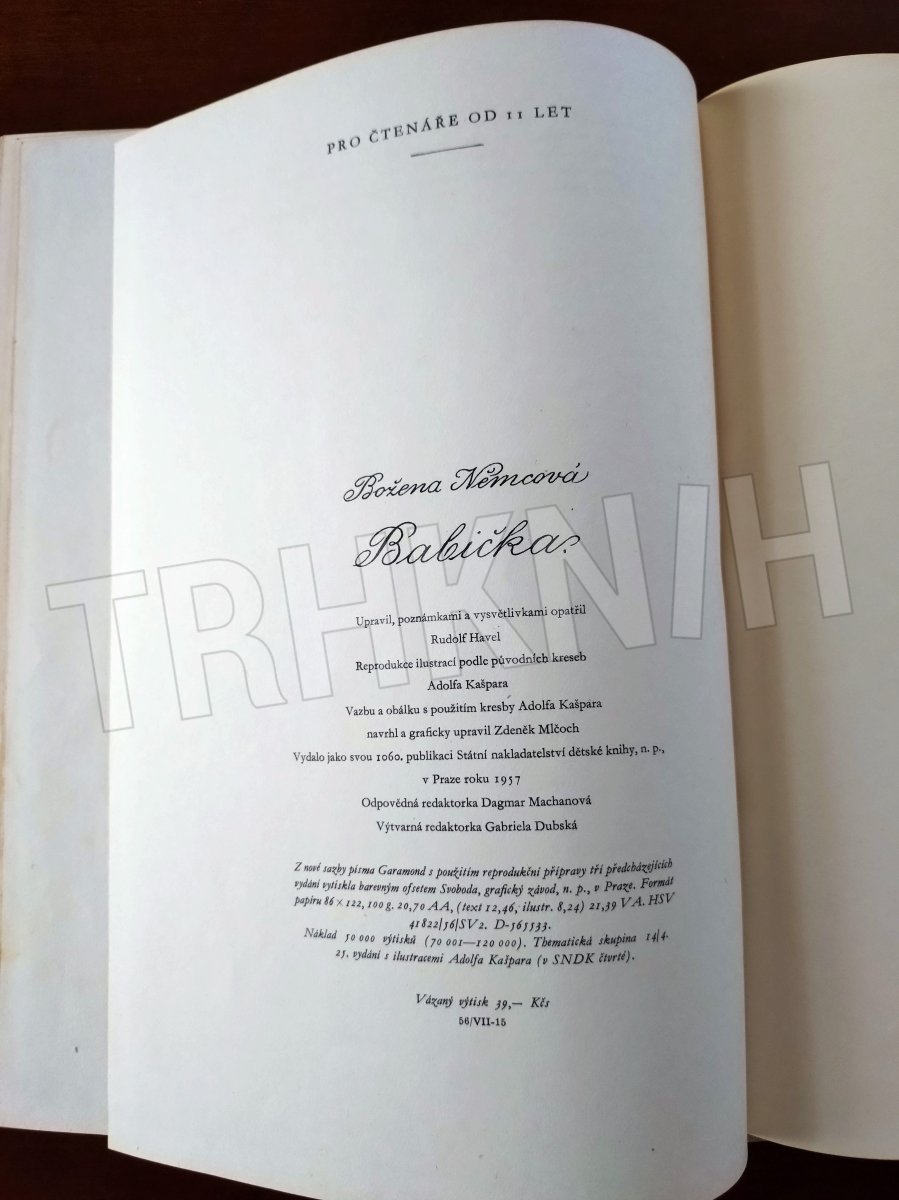 PRO ČTENÁŘE OD 11 LET
Božena Němcová
Babička
Upravil, poznámkami a vysvětlivkami opatřil
Rudolf Havel
Reprodukce ilustrací podle původních kreseb
Adolfa Kašpara
Vazbu a obálku s použitím kresby Adolfa Kašpara
navrhl a graficky upravil Zdeněk Mlčoch
Vydalo jako svou 1060. publikaci Státní nakladatelství dětské knihy, n. p.,
v Praze roku 1957
Odpovědná redaktorka Dagmar Machanová
Výtvarná redaktorka Gabriela Dubská
Z nové sazby písma Garamond s použitím reprodukční přípravy tří předcházejících
vydání vytiskla barevným ofsetem Svoboda, grafický závod, n. p., v Praze. Formát
papíru 86 × 122, 100 g. 20,70 AA, (text 12,46, ilustr. 8,24) 21,39 VA. HSV
41822/56/SV2. D-565533.
Náklad 50 000 výtisků (70 001—120 000). Thematická skupina 14/4.
25. vydání s ilustracemi Adolfa Kašpara (v SNDK čtvrté).
Vázaný výtisk 39,— Kčs
56/VII-15
TRHKNIH